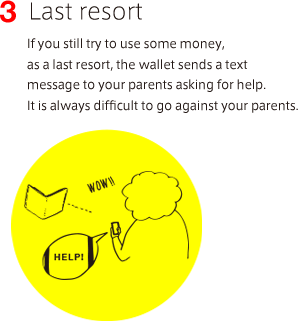 3 Last resort
If you still try to use some money,
as a last resort, the wallet sends a text
message to your parents asking for help.
It is always difficult to go against your parents.
WOW!!
HELP!